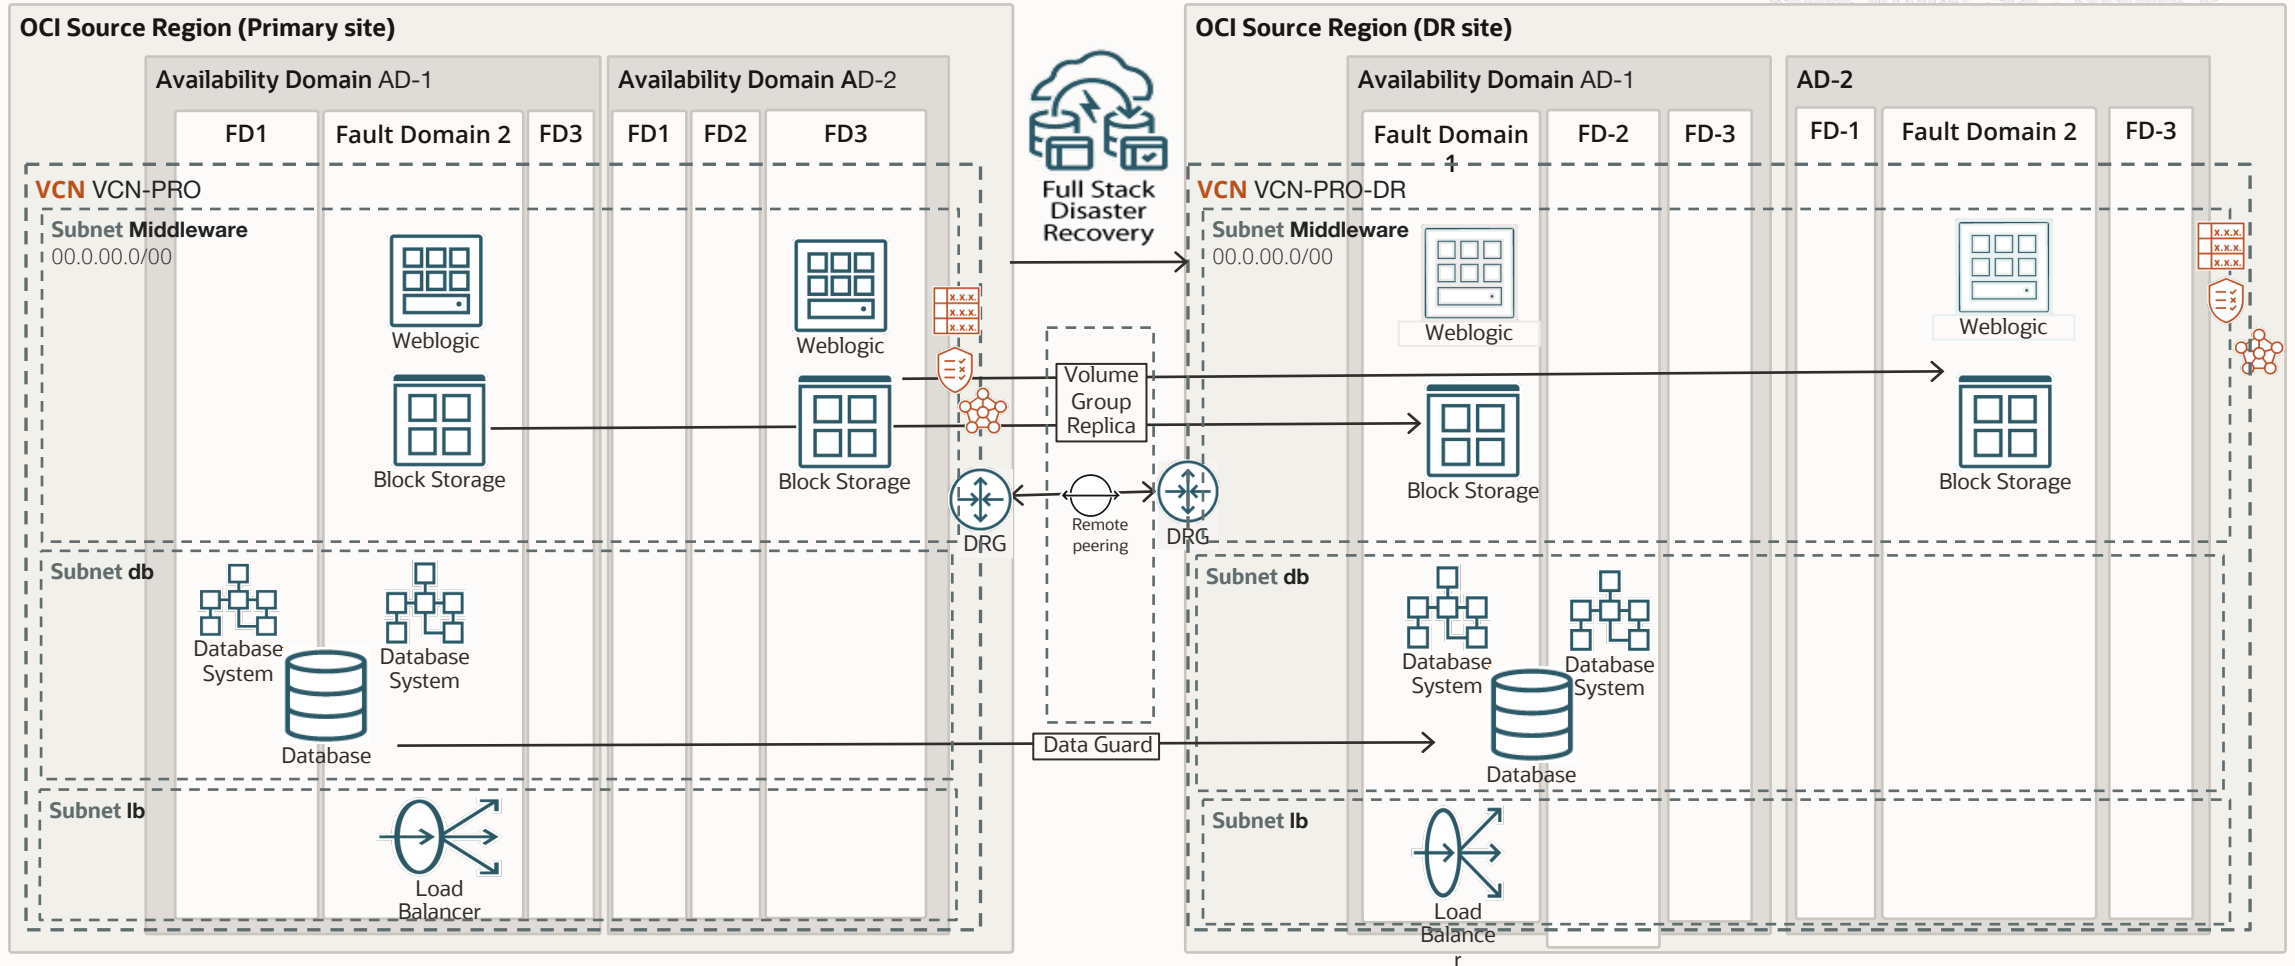 OCI Source Region (Primary site)
Availability Domain AD-1
FD1
Fault Domain 2
FD3
Availability Domain AD-2
FD1
FD2
FD3
VCN VCN-PRO
Subnet Middleware
00.0.00.0/00
Weblogic
Weblogic
Block Storage
Block Storage
x.x.x.
x.x.x.
x.x.x.
DRG
Subnet db
Database
System
Database
System
Database
Subnet lb
Load
Balancer
Full Stack
Disaster
Recovery
Volume
Group
Replica
Remote
peering
Data Guard
OCI Source Region (DR site)
Availability Domain AD-1
Fault Domain
1
FD-2
FD-3
AD-2
FD-1
Fault Domain 2
FD-3
VCN VCN-PRO-DR
Subnet Middleware
00.0.00.0/00
Weblogic
Weblogic
Block Storage
Block Storage
x.x.x.
x.x.x.
x.x.x.
DRG
Subnet db
Database
System
Database
System
Database
Subnet lb
Load
Balance
r